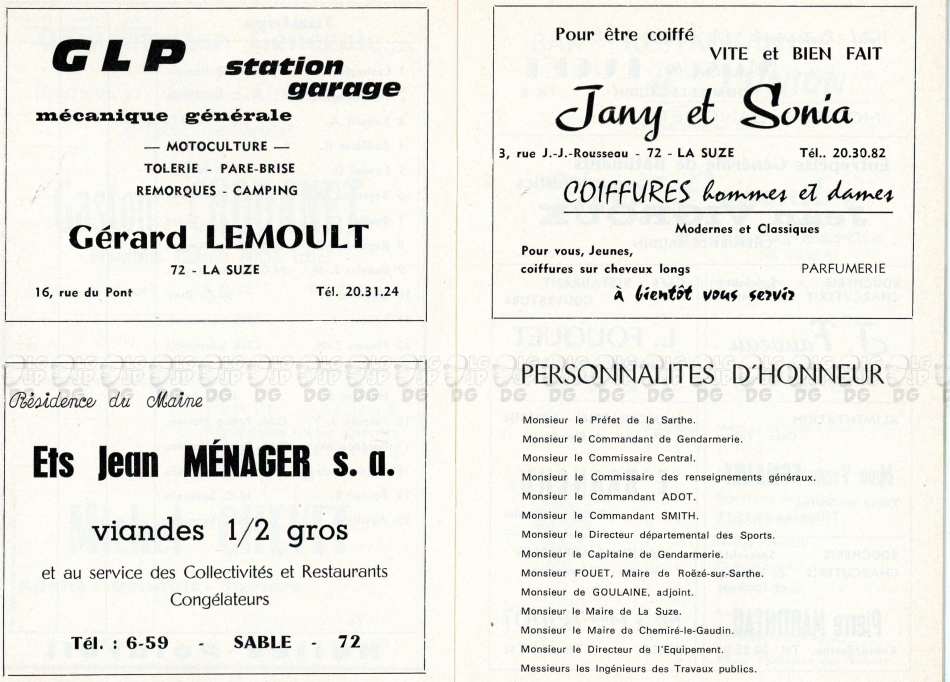 GLP station
garage
mécanique générale
— MOTOCULTURE —
TOLERIE - PARE-BRISE
REMORQUES - CAMPING
Gérard LEMOULT
72 - LA SUZE
16, rue du Pont Tél. 20.31.24
Résidence du Maine
Ets Jean MÉNAGER s. a.
viandes 1/2 gros
et au service des Collectivités et Restaurants
Congélateurs
Tél. : 6-59 - SABLE - 72
Pour être coiffé
VITE et BIEN FAIT
Jany et Sonia
3, rue J.-J.-Rousseau - 72 - LA SUZE Tél.. 20.30.82
COIFFURES hommes et dames
Modernes et Classiques
Pour vous, Jeunes,
coiffures sur cheveux longs PARFUMERIE
à bientôt vous servir
PERSONNALITES D'HONNEUR
Monsieur le Préfet de la Sarthe.
Monsieur le Commandant de Gendarmerie.
Monsieur le Commissaire Central.
Monsieur le Commissaire des renseignements généraux.
Monsieur le Commandant ADOT.
Monsieur le Commandant SMITH.
Monsieur le Directeur départemental des Sports.
Monsieur le Capitaine de Gendarmerie.
Monsieur FOUET, Maire de Roëzé-sur-Sarthe.
Monsieur de GOULAINE, adjoint.
Monsieur le Maire de La Suze.
Monsieur le Maire de Chemiré-le-Gaudin.
Monsieur le Directeur de l'Equipement.
Messieurs les Ingénieurs des Travaux publics.